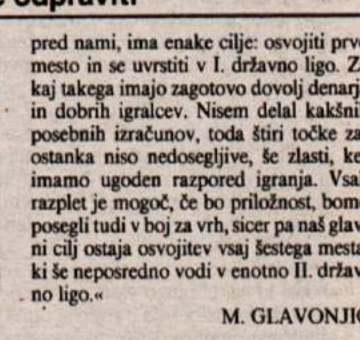 odpraviti
pred nami, ima enake cilje: osvojiti prvo
mesto in se uvrstiti v I. državno ligo. Za
kaj takega imajo zagotovo dovolj denarja
in dobrih igralcev. Nisem delal kakšnih
posebnih izračunov, toda štiri točke za-
ostanka niso nedosegljive, še zlasti, ker
imamo ugoden razpored igranja. Vsak
razplet je mogoč, če bo priložnost, bomo
posegli tudi v boj za vrh, sicer pa naš glav-
ni cilj ostaja osvojitev vsaj šestega mesta,
ki še neposredno vodi v enotno II. držav-
no ligo.«
M. GLAVONJIĆ